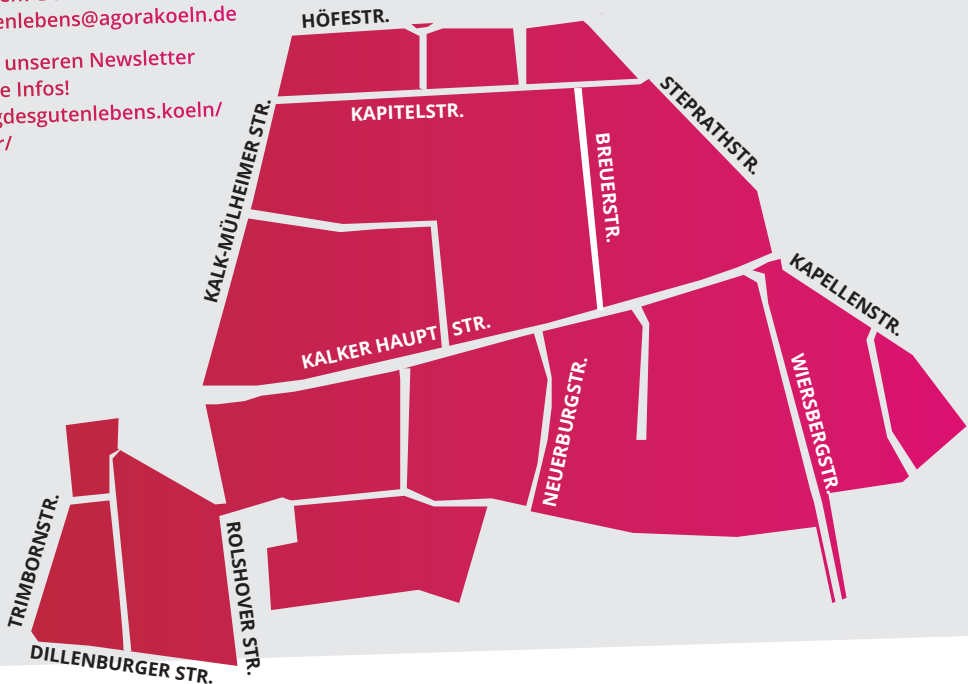 enlebens@agorakoeln.de
unseren Newsletter
e Infos!
gdesgutenlebens.koeln/
r/
HÖFESTR.
KAPITELSTR.
STEPRATHSTR.
KALK-MÜLHEIMER STR.
BREUERSTR.
KAPELLENSTR.
KALKER HAUPT STR.
NEUERBURGSTR.
WIERSBERGSTR.
TRIMBORNSTR.
ROLSHOVER STR.
DILLENBURGER STR.